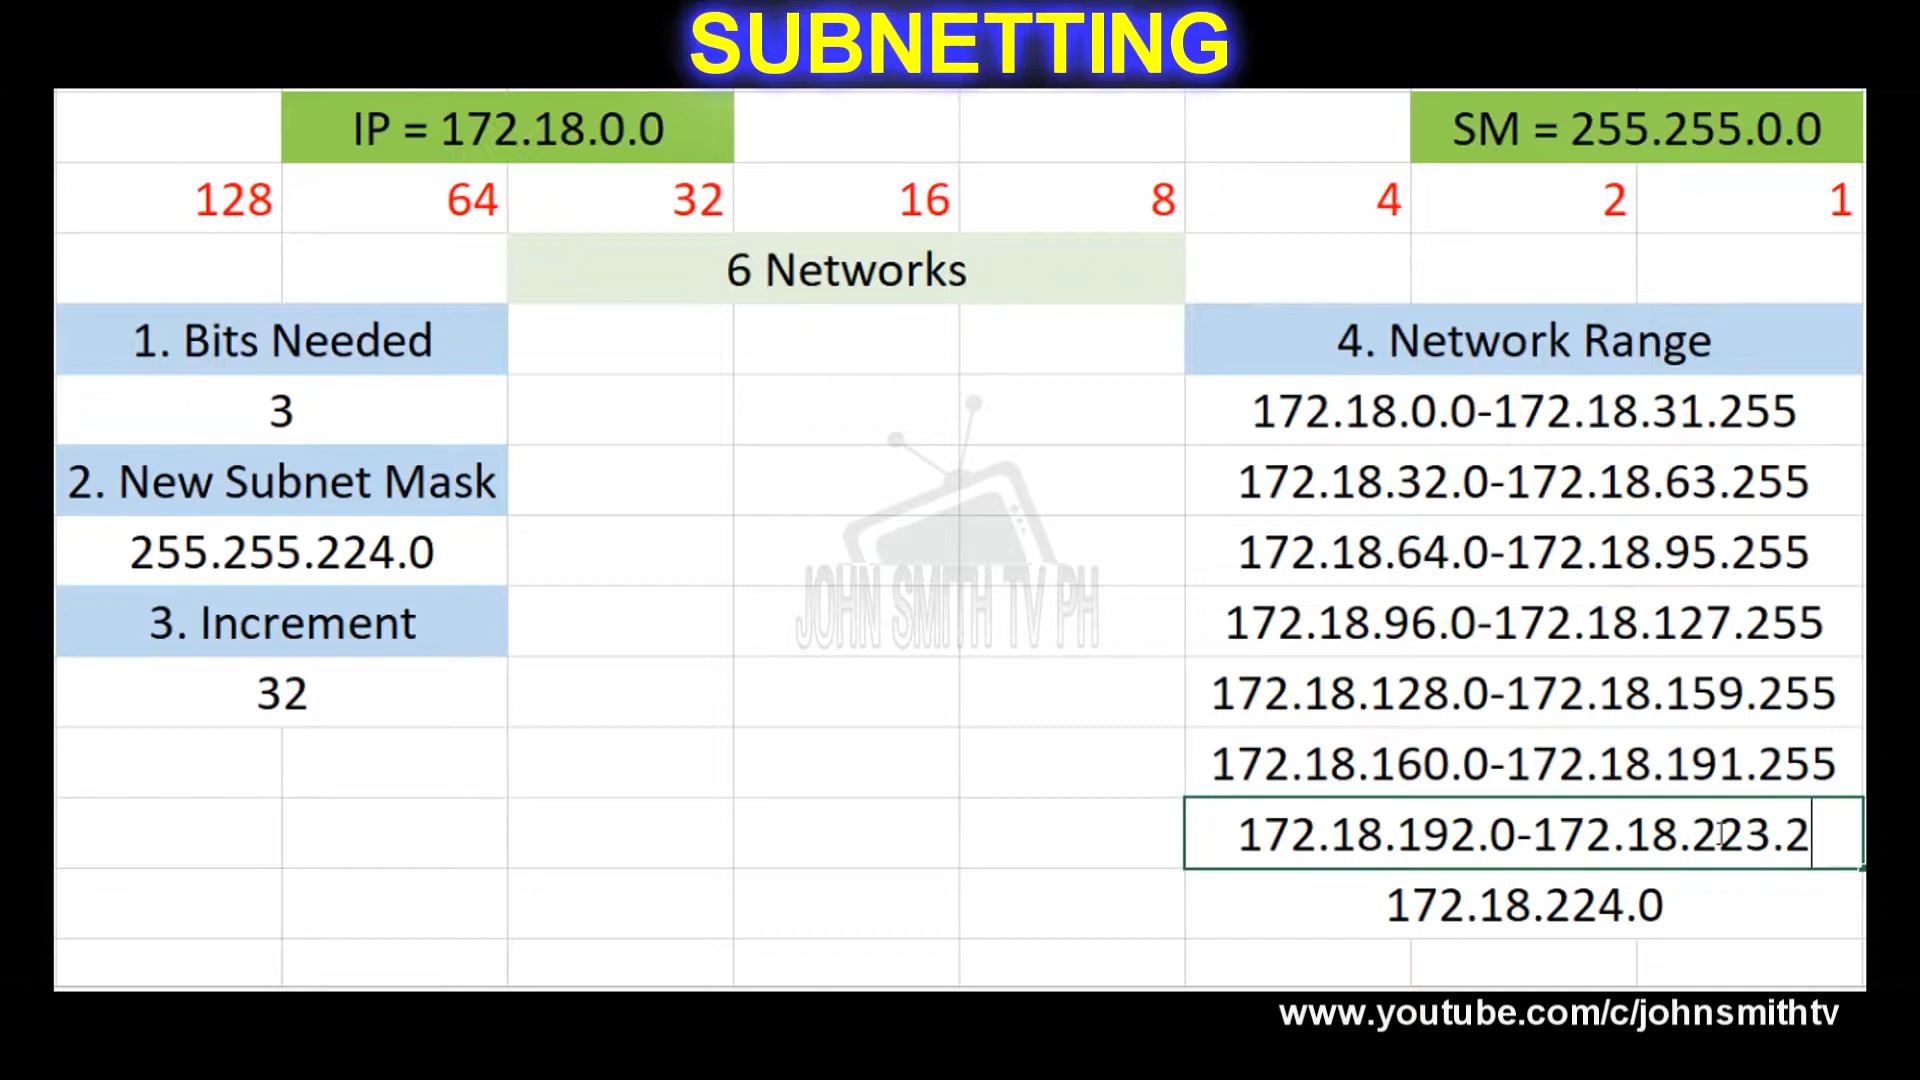 SUBNETTING
IP = 172.18.0.0
SM = 255.255.0.0
128 64 32 16 8 4 2 1
6 Networks
1. Bits Needed
4. Network Range
3
172.18.0.0-172.18.31.255
2. New Subnet Mask
172.18.32.0-172.18.63.255
255.255.224.0
172.18.64.0-172.18.95.255
JOHN SMITH TV PH
3. Increment
172.18.96.0-172.18.127.255
32
172.18.128.0-172.18.159.255
172.18.160.0-172.18.191.255
172.18.192.0-172.18.223.2
172.18.224.0
www.youtube.com/c/johnsmithtv